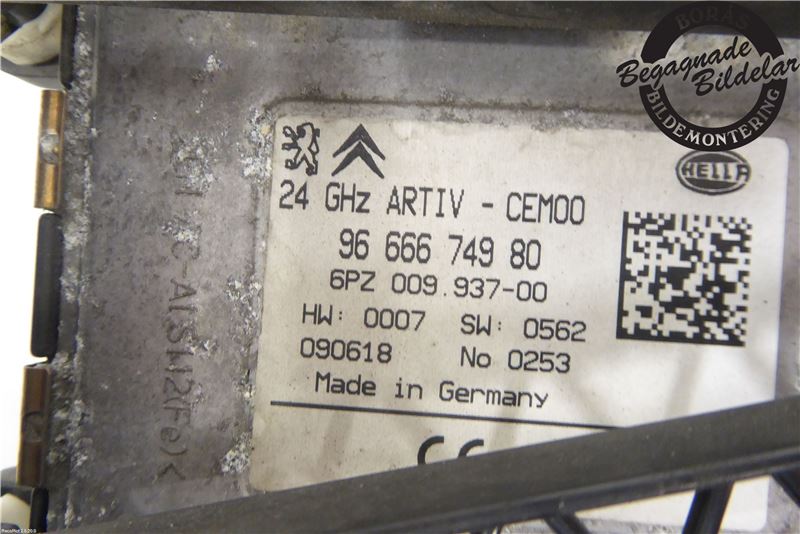 BORÅS
Begagnade
Bildelar
BILDEMONTERING
HELLA
24 GHz ARTIV - CEM00
96 666 749 80
6PZ 009.937-00
HW: 0007 SW: 0562
090618 No 0253
Made in Germany
CE